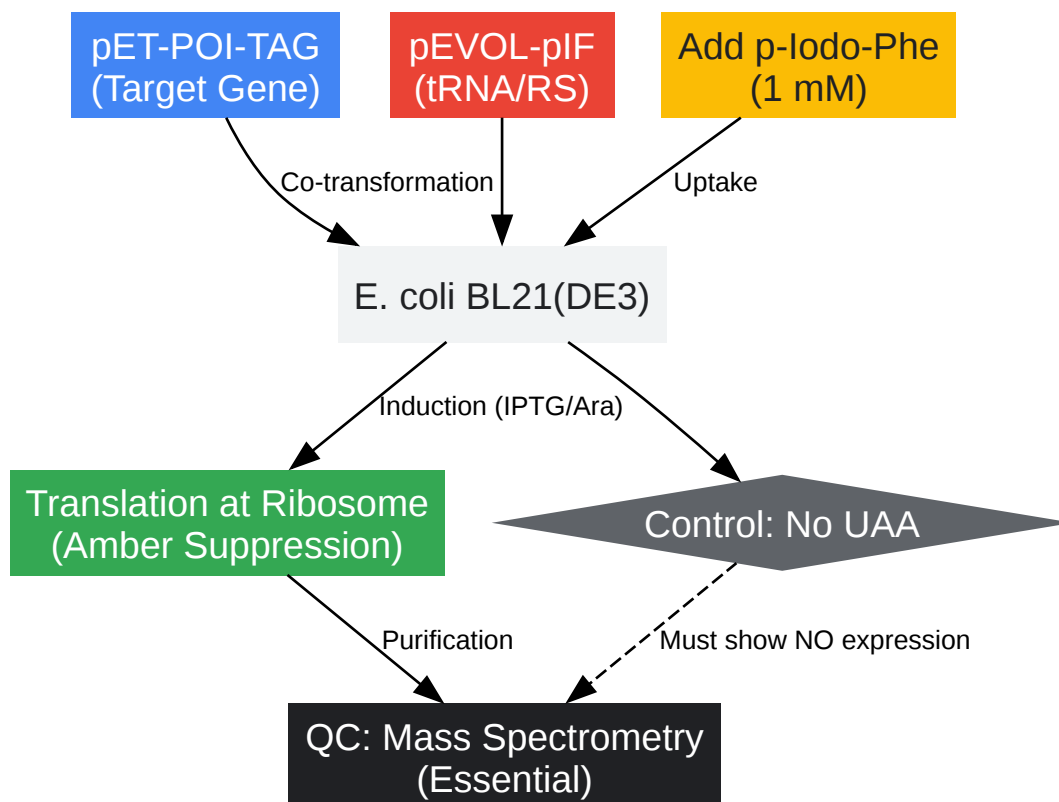 pET-POI-TAG
(Target Gene)
pEVOL-pIF
(tRNA/RS)
Add p-Iodo-Phe
(1 mM)
Co-transformation
Uptake
E. coli BL21(DE3)
Induction (IPTG/Ara)
Translation at Ribosome
(Amber Suppression)
Control: No UAA
Purification
Must show NO expression
QC: Mass Spectrometry
(Essential)